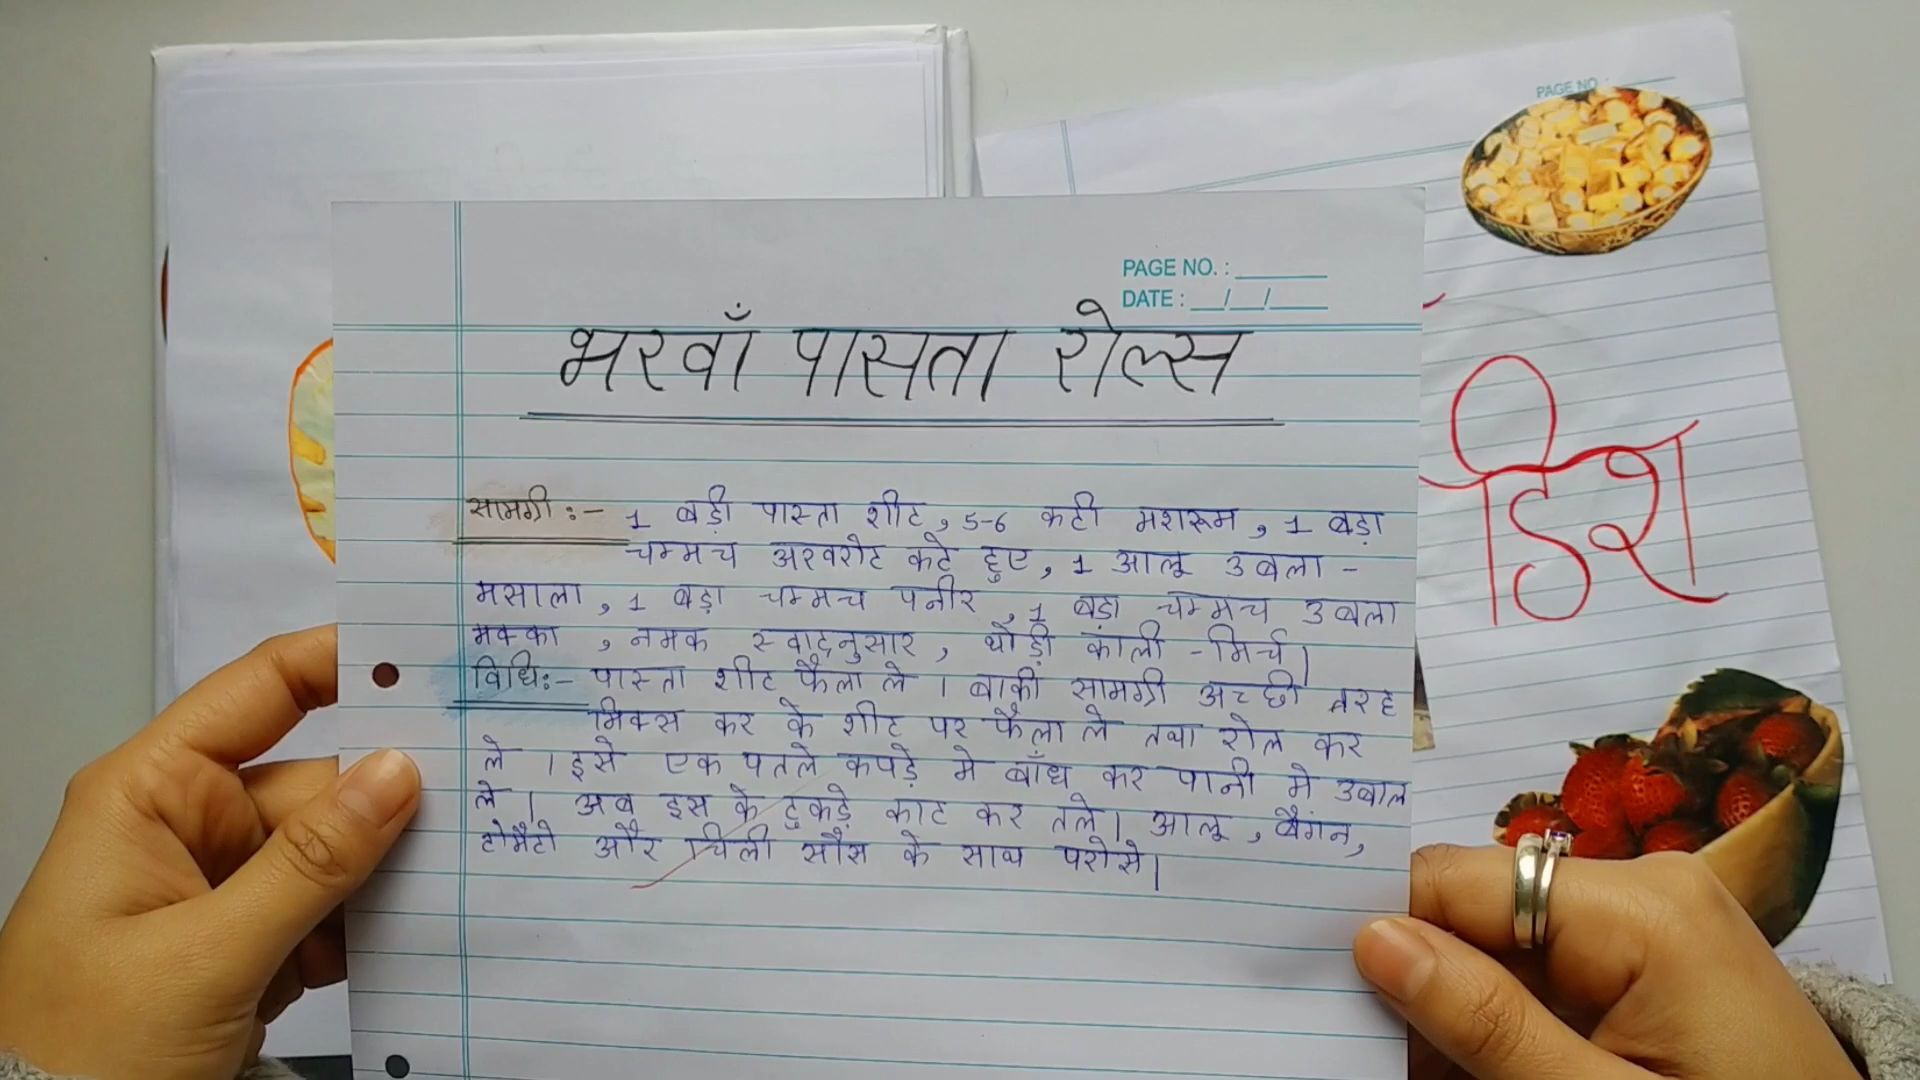 PAGE NO.
PAGE NO. :
DATE : __/__/____
भरवाँ पास्ता रोल्स
सामग्री :- 1 बड़ी पास्ता शीट, 5-6 कटी मशरूम, 1 बड़ा
चम्मच अखरोट कटे हुए, 1 आलू उबला -
मसाला, 1 बड़ा चम्मच पनीर, 1 बड़ा चम्मच उबला
मक्का, नमक स्वादनुसार, थोड़ी काली - मिर्च।
विधि:- पास्ता शीट फैला ले। बाकी सामग्री अच्छी तरह
मिक्स कर के शीट पर फैला ले तथा रोल कर
ले। इसे एक पतले कपड़े मे बाँध कर पानी मे उबाल
ले। अब इस के टुकड़े काट कर तले। आलू, बैंगन,
टोमैटो और चिली सौस के साथ परोसे।